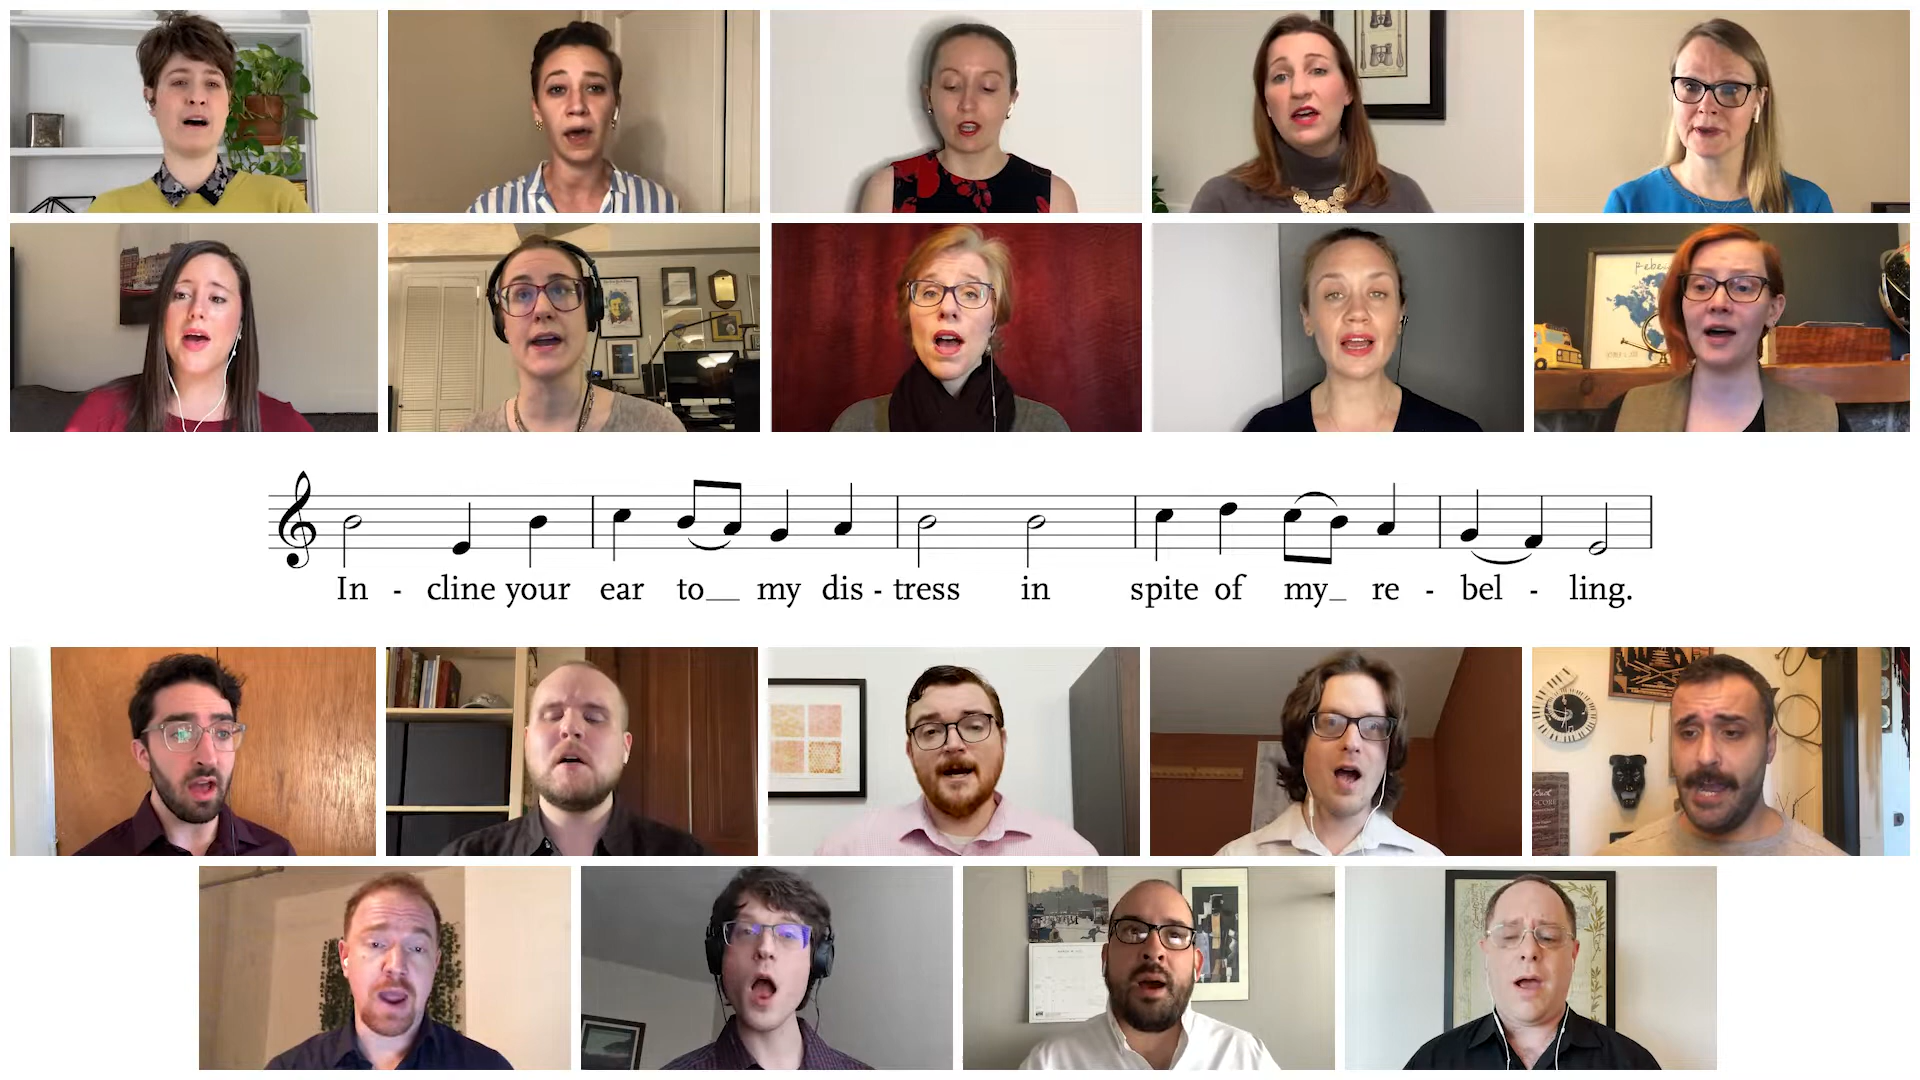 In - cline your ear to__ my dis - tress in spite of my_ re - bel - ling.